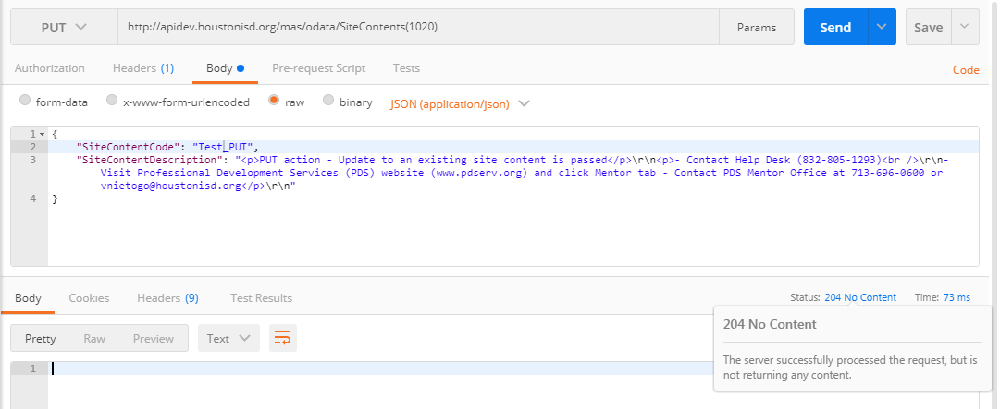 PUT http://apidev.houstonisd.org/mas/odata/SiteContents(1020) Params Send Save
Authorization Headers (1) Body Pre-request Script Tests Code
form-data x-www-form-urlencoded raw binary JSON (application/json)
1 {
2 "SiteContentCode": "Test_PUT",
3 "SiteContentDescription": "<p>PUT action - Update to an existing site content is passed</p>\r\n<p>- Contact Help Desk (832-805-1293)<br />\r\n-
Visit Professional Development Services (PDS) website (www.pdserv.org) and click Mentor tab - Contact PDS Mentor Office at 713-696-0600 or
vnietogo@houstonisd.org</p>\r\n"
4 }
Body Cookies Headers (9) Test Results Status: 204 No Content Time: 73 ms
204 No Content
Pretty Raw Preview Text
The server successfully processed the request, but is
not returning any content.
1